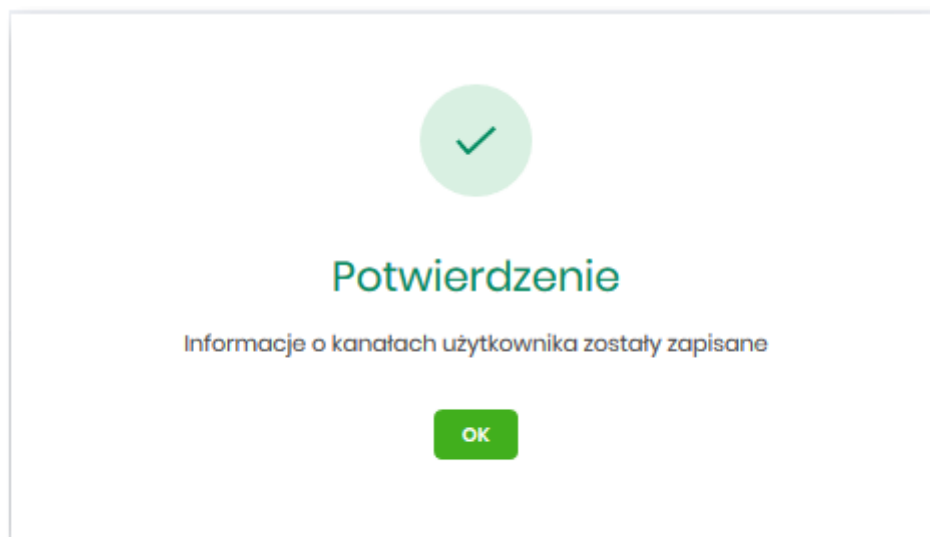 Potwierdzenie
Informacje o kanałach użytkownika zostały zapisane
OK